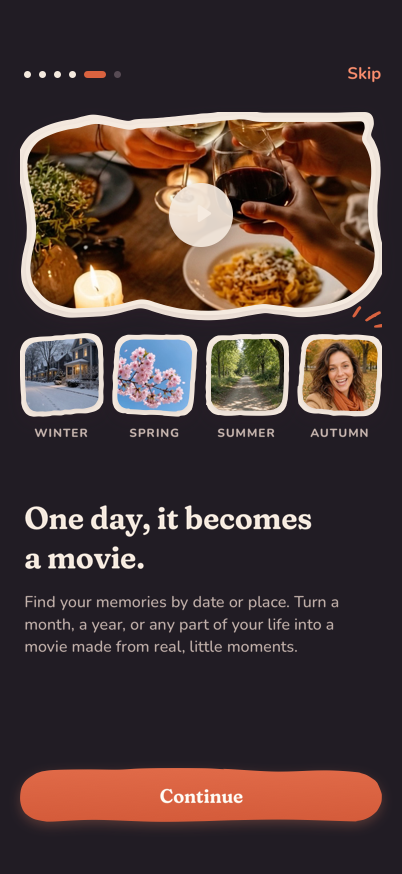 Skip
WINTER
SPRING
SUMMER
AUTUMN
One day, it becomes
a movie.
Find your memories by date or place. Turn a
month, a year, or any part of your life into a
movie made from real, little moments.
Continue